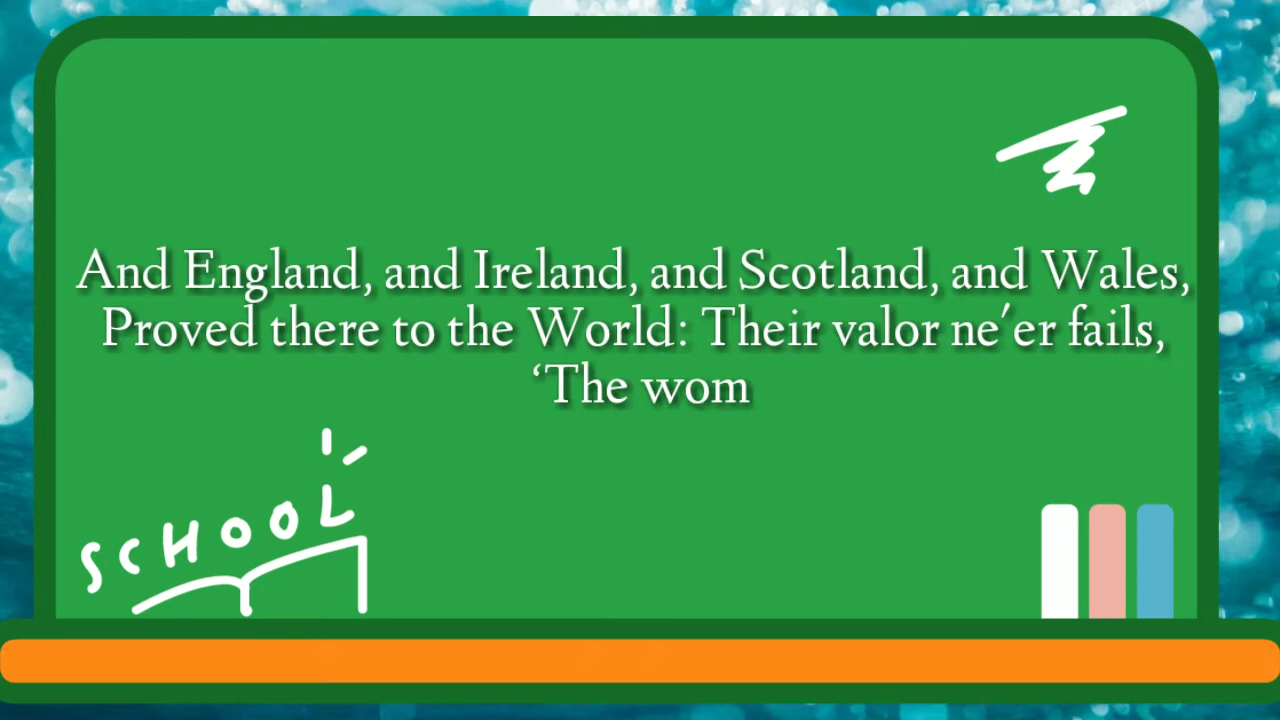 And England, and Ireland, and Scotland, and Wales,
Proved there to the World: Their valor ne′er fails,
‘The wom
SCHOOL